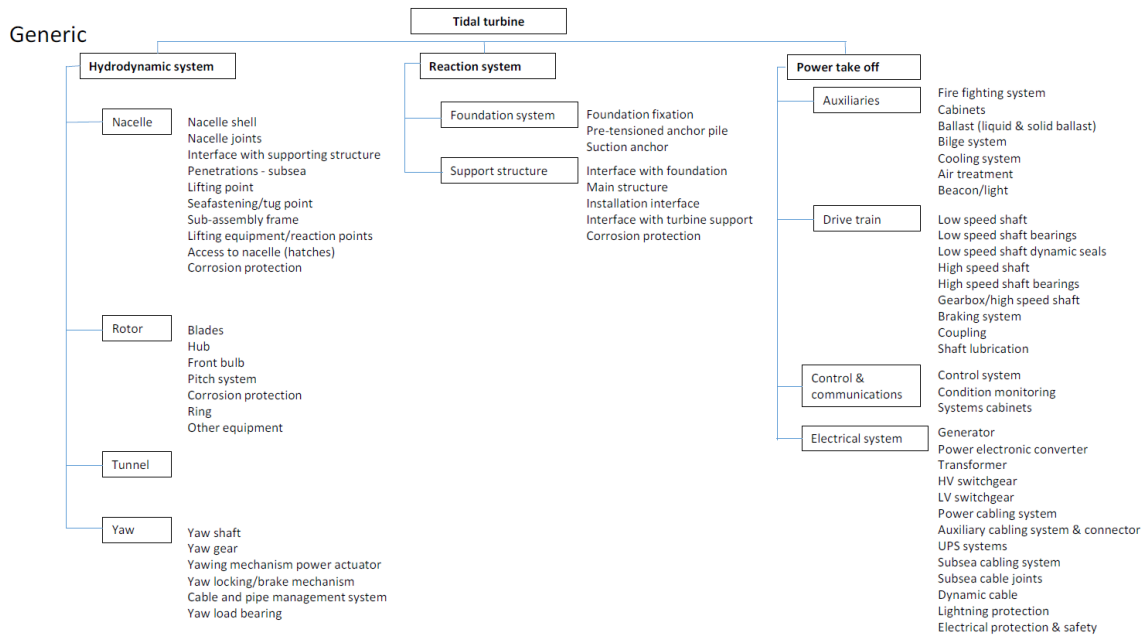 Generic
Tidal turbine
Hydrodynamic system
Nacelle
Nacelle shell
Nacelle joints
Interface with supporting structure
Penetrations - subsea
Lifting point
Seafastening/tug point
Sub-assembly frame
Lifting equipment/reaction points
Access to nacelle (hatches)
Corrosion protection
Rotor
Blades
Hub
Front bulb
Pitch system
Corrosion protection
Ring
Other equipment
Tunnel
Yaw
Yaw shaft
Yaw gear
Yawing mechanism power actuator
Yaw locking/brake mechanism
Cable and pipe management system
Yaw load bearing
Reaction system
Foundation system
Foundation fixation
Pre-tensioned anchor pile
Suction anchor
Support structure
Interface with foundation
Main structure
Installation interface
Interface with turbine support
Corrosion protection
Power take off
Auxiliaries
Fire fighting system
Cabinets
Ballast (liquid & solid ballast)
Bilge system
Cooling system
Air treatment
Beacon/light
Drive train
Low speed shaft
Low speed shaft bearings
Low speed shaft dynamic seals
High speed shaft
High speed shaft bearings
Gearbox/high speed shaft
Braking system
Coupling
Shaft lubrication
Control &
communications
Control system
Condition monitoring
Systems cabinets
Electrical system
Generator
Power electronic converter
Transformer
HV switchgear
LV switchgear
Power cabling system
Auxiliary cabling system & connector
UPS systems
Subsea cabling system
Subsea cable joints
Dynamic cable
Lightning protection
Electrical protection & safety